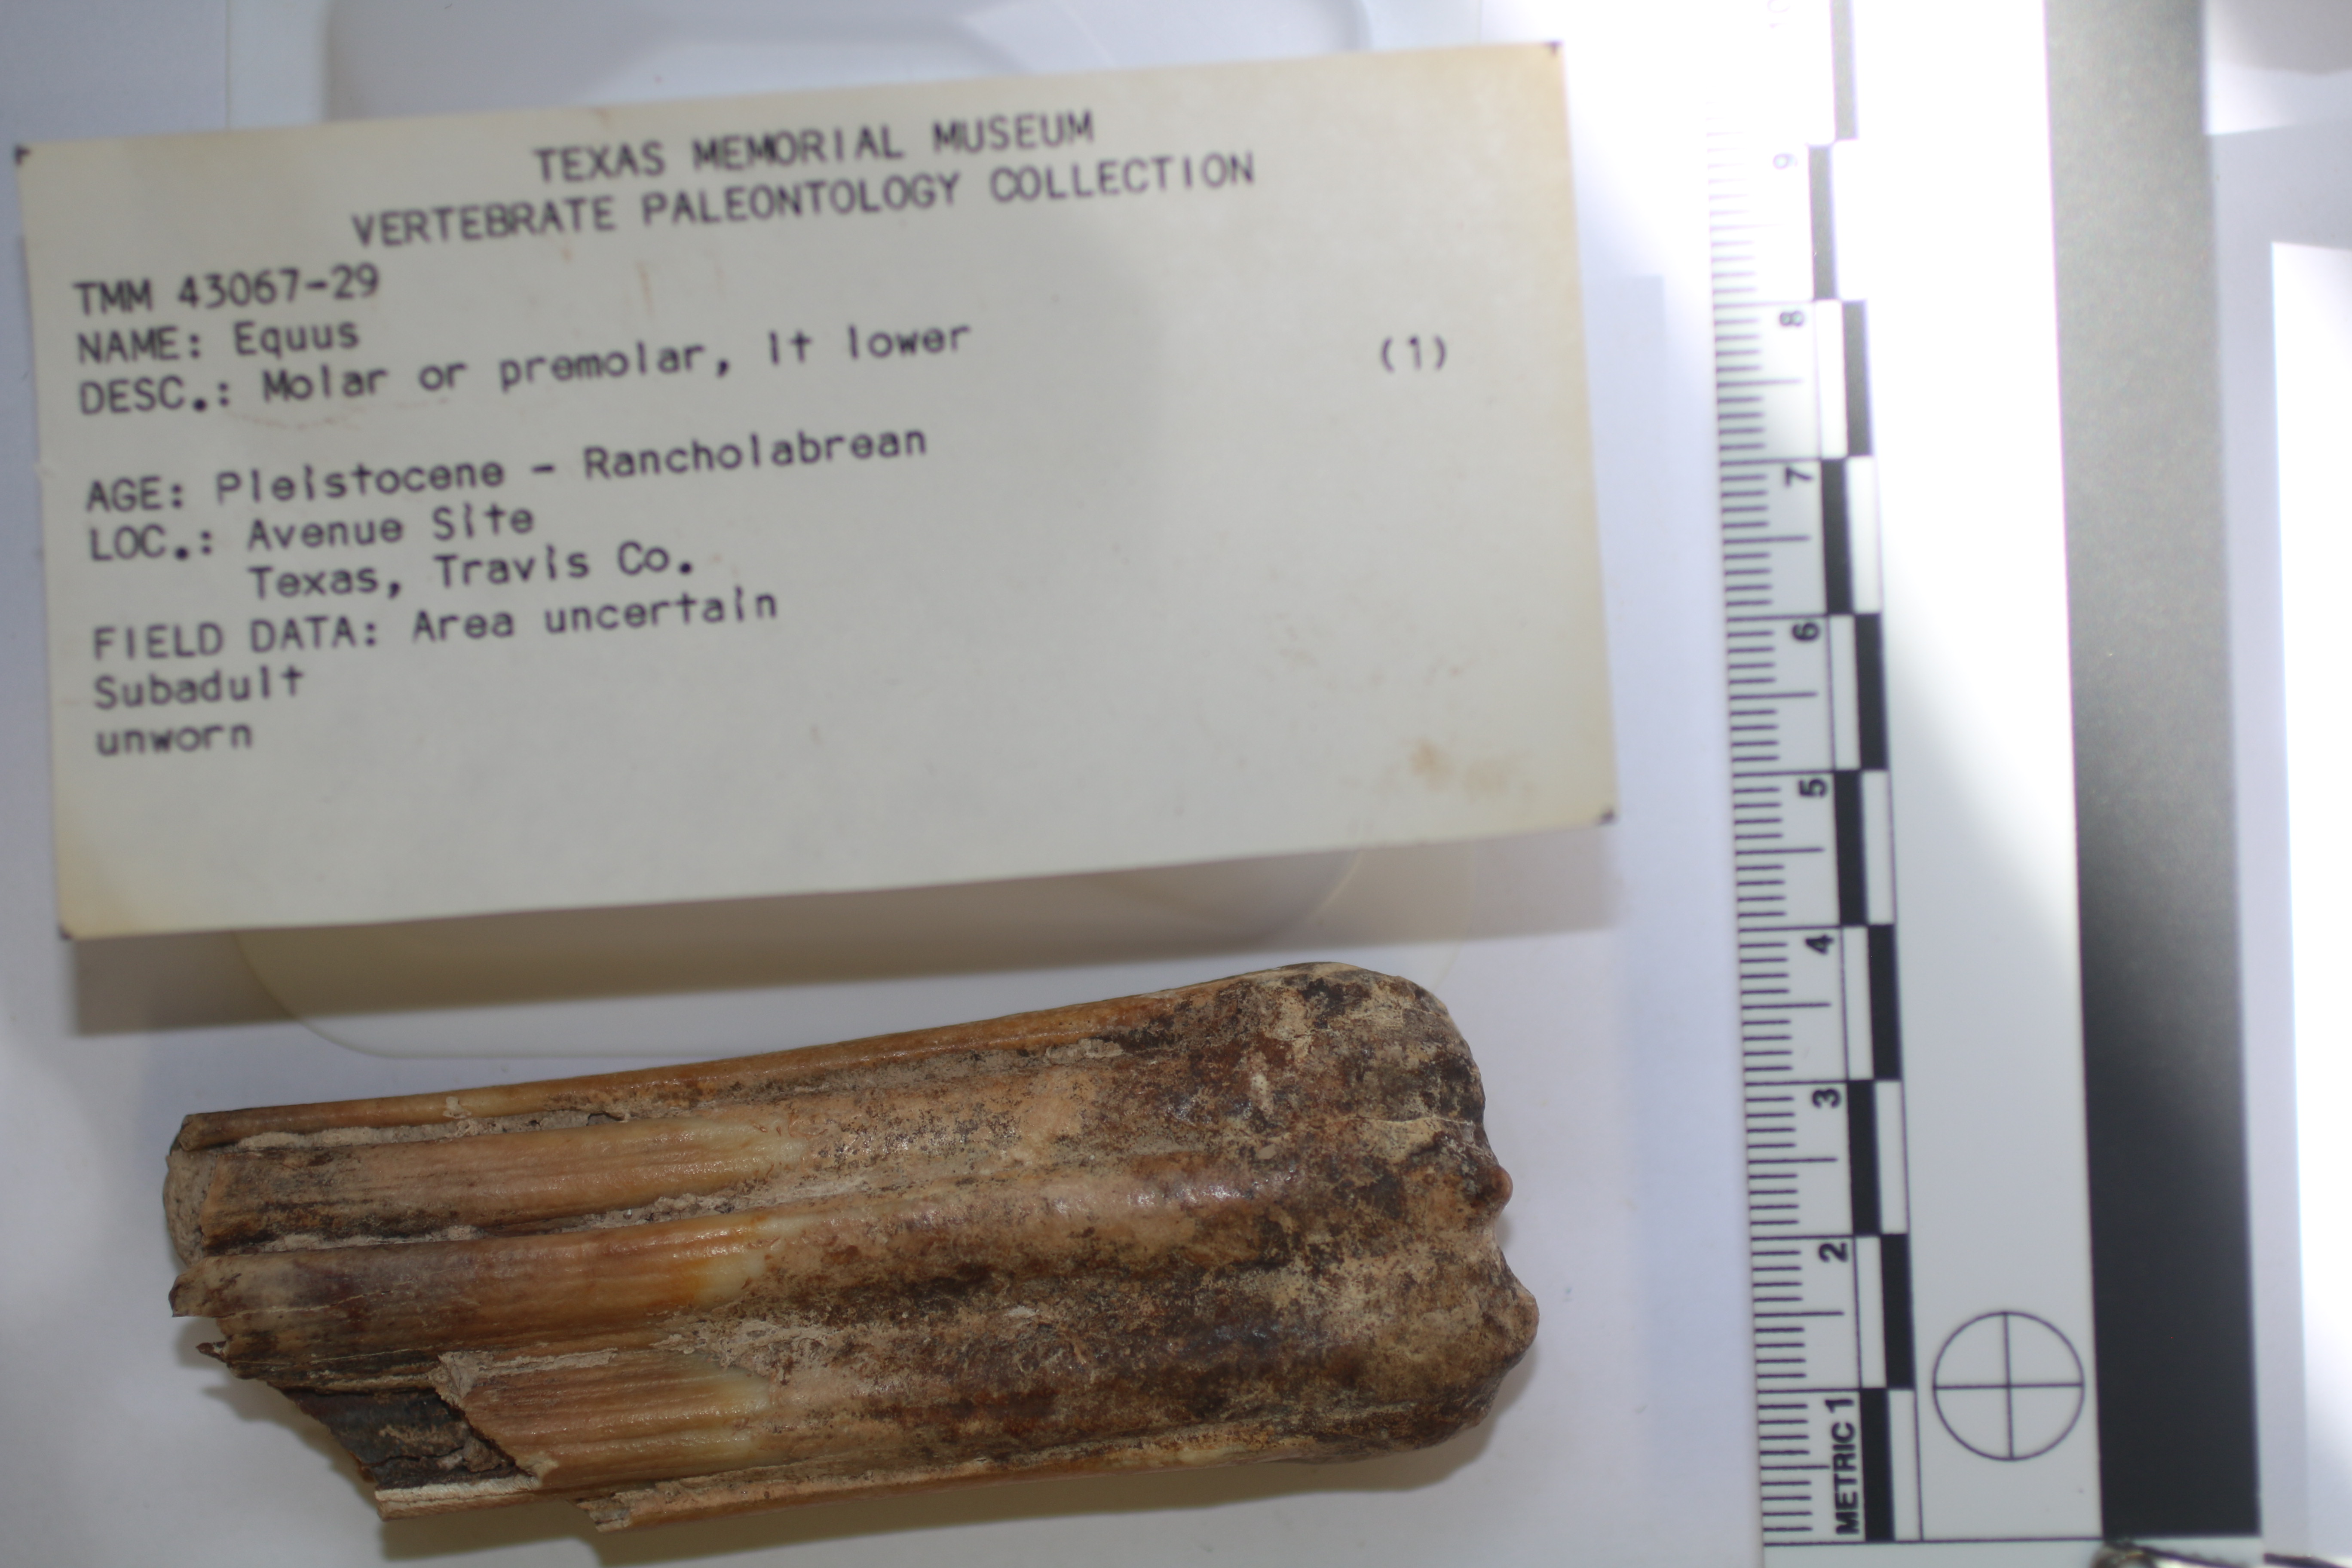 TEXAS MEMORIAL MUSEUM
VERTEBRATE PALEONTOLOGY COLLECTION
TMM 43067-29
NAME: Equus
DESC.: Molar or premolar, lt lower (1)
AGE: Pleistocene - Rancholabrean
LOC.: Avenue Site
Texas, Travis Co.
FIELD DATA: Area uncertain
Subadult
unworn
10
9
8
7
6
5
4
3
2
METRIC 1